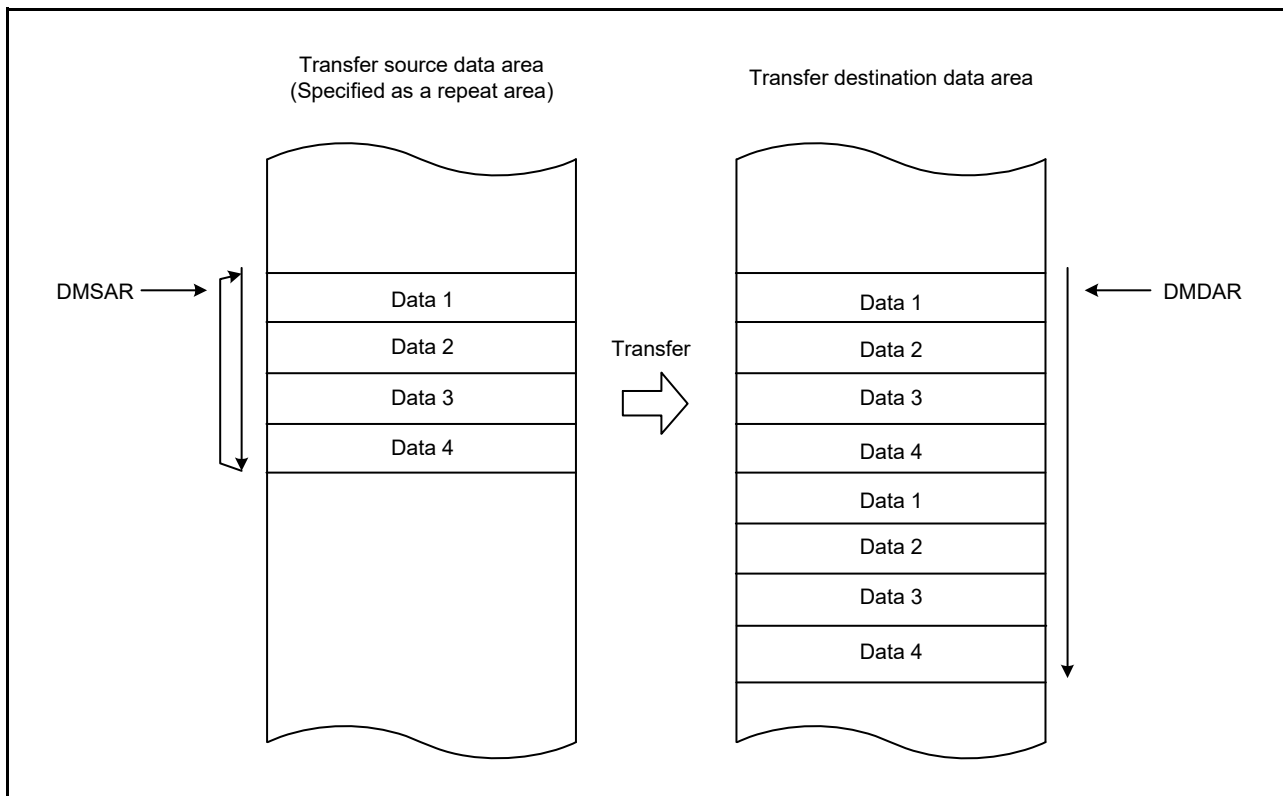 Transfer source data area
(Specified as a repeat area)
Transfer destination data area
DMSAR
Data 1
Data 2
Data 3
Data 4
Transfer
Data 1
Data 2
Data 3
Data 4
Data 1
Data 2
Data 3
Data 4
DMDAR